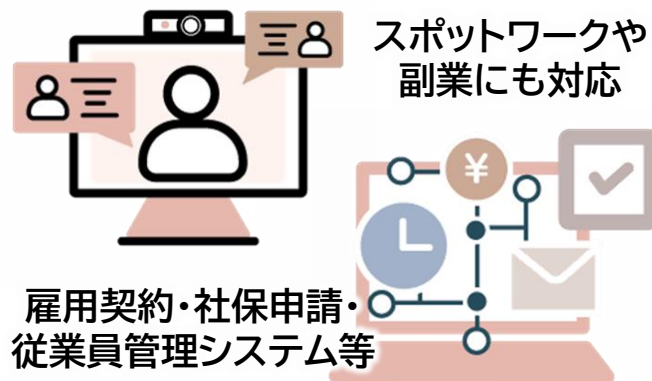 スポットワークや
副業にも対応
¥
雇用契約・社保申請・
従業員管理システム等